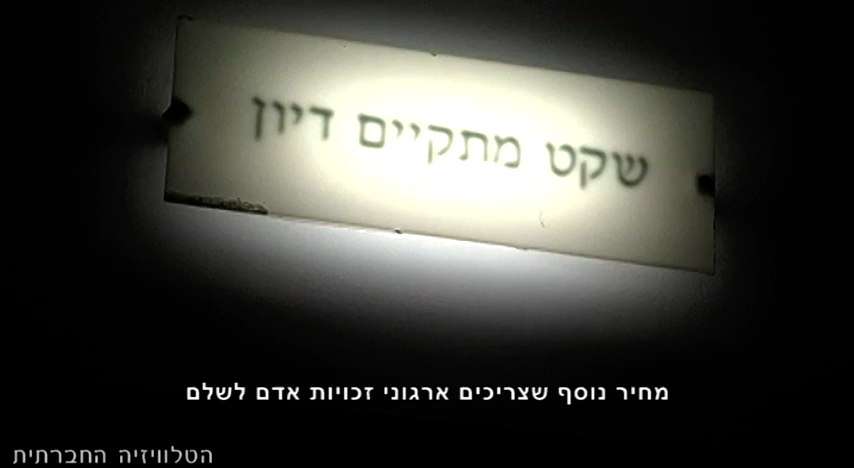 שקט מתקיים דיון
מחיר נוסף שצריכים ארגוני זכויות אדם לשלם
הטלוויזיה החברתית